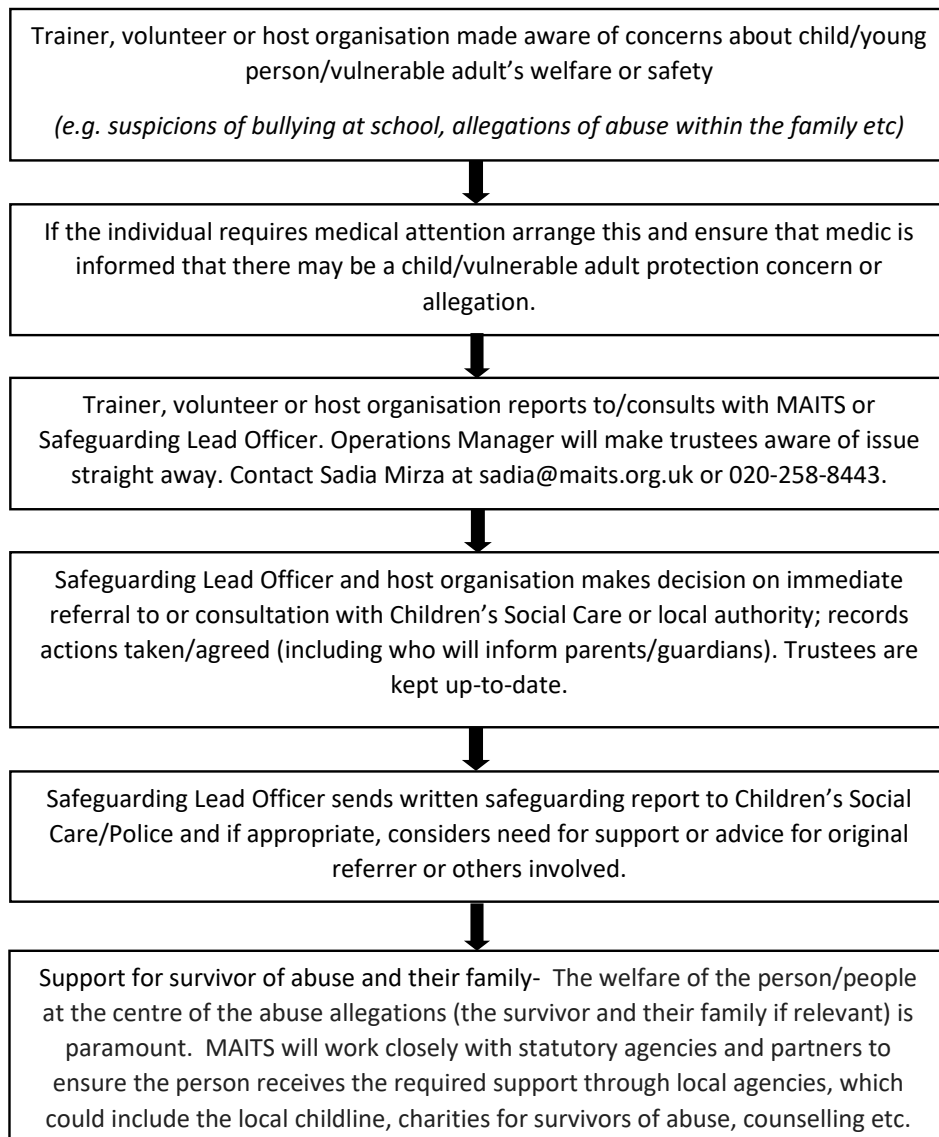 Trainer, volunteer or host organisation made aware of concerns about child/young
person/vulnerable adult’s welfare or safety
(e.g. suspicions of bullying at school, allegations of abuse within the family etc)
If the individual requires medical attention arrange this and ensure that medic is
informed that there may be a child/vulnerable adult protection concern or
allegation.
Trainer, volunteer or host organisation reports to/consults with MAITS or
Safeguarding Lead Officer. Operations Manager will make trustees aware of issue
straight away. Contact Sadia Mirza at sadia@maits.org.uk or 020-258-8443.
Safeguarding Lead Officer and host organisation makes decision on immediate
referral to or consultation with Children’s Social Care or local authority; records
actions taken/agreed (including who will inform parents/guardians). Trustees are
kept up-to-date.
Safeguarding Lead Officer sends written safeguarding report to Children’s Social
Care/Police and if appropriate, considers need for support or advice for original
referrer or others involved.
Support for survivor of abuse and their family- The welfare of the person/people
at the centre of the abuse allegations (the survivor and their family if relevant) is
paramount. MAITS will work closely with statutory agencies and partners to
ensure the person receives the required support through local agencies, which
could include the local childline, charities for survivors of abuse, counselling etc.